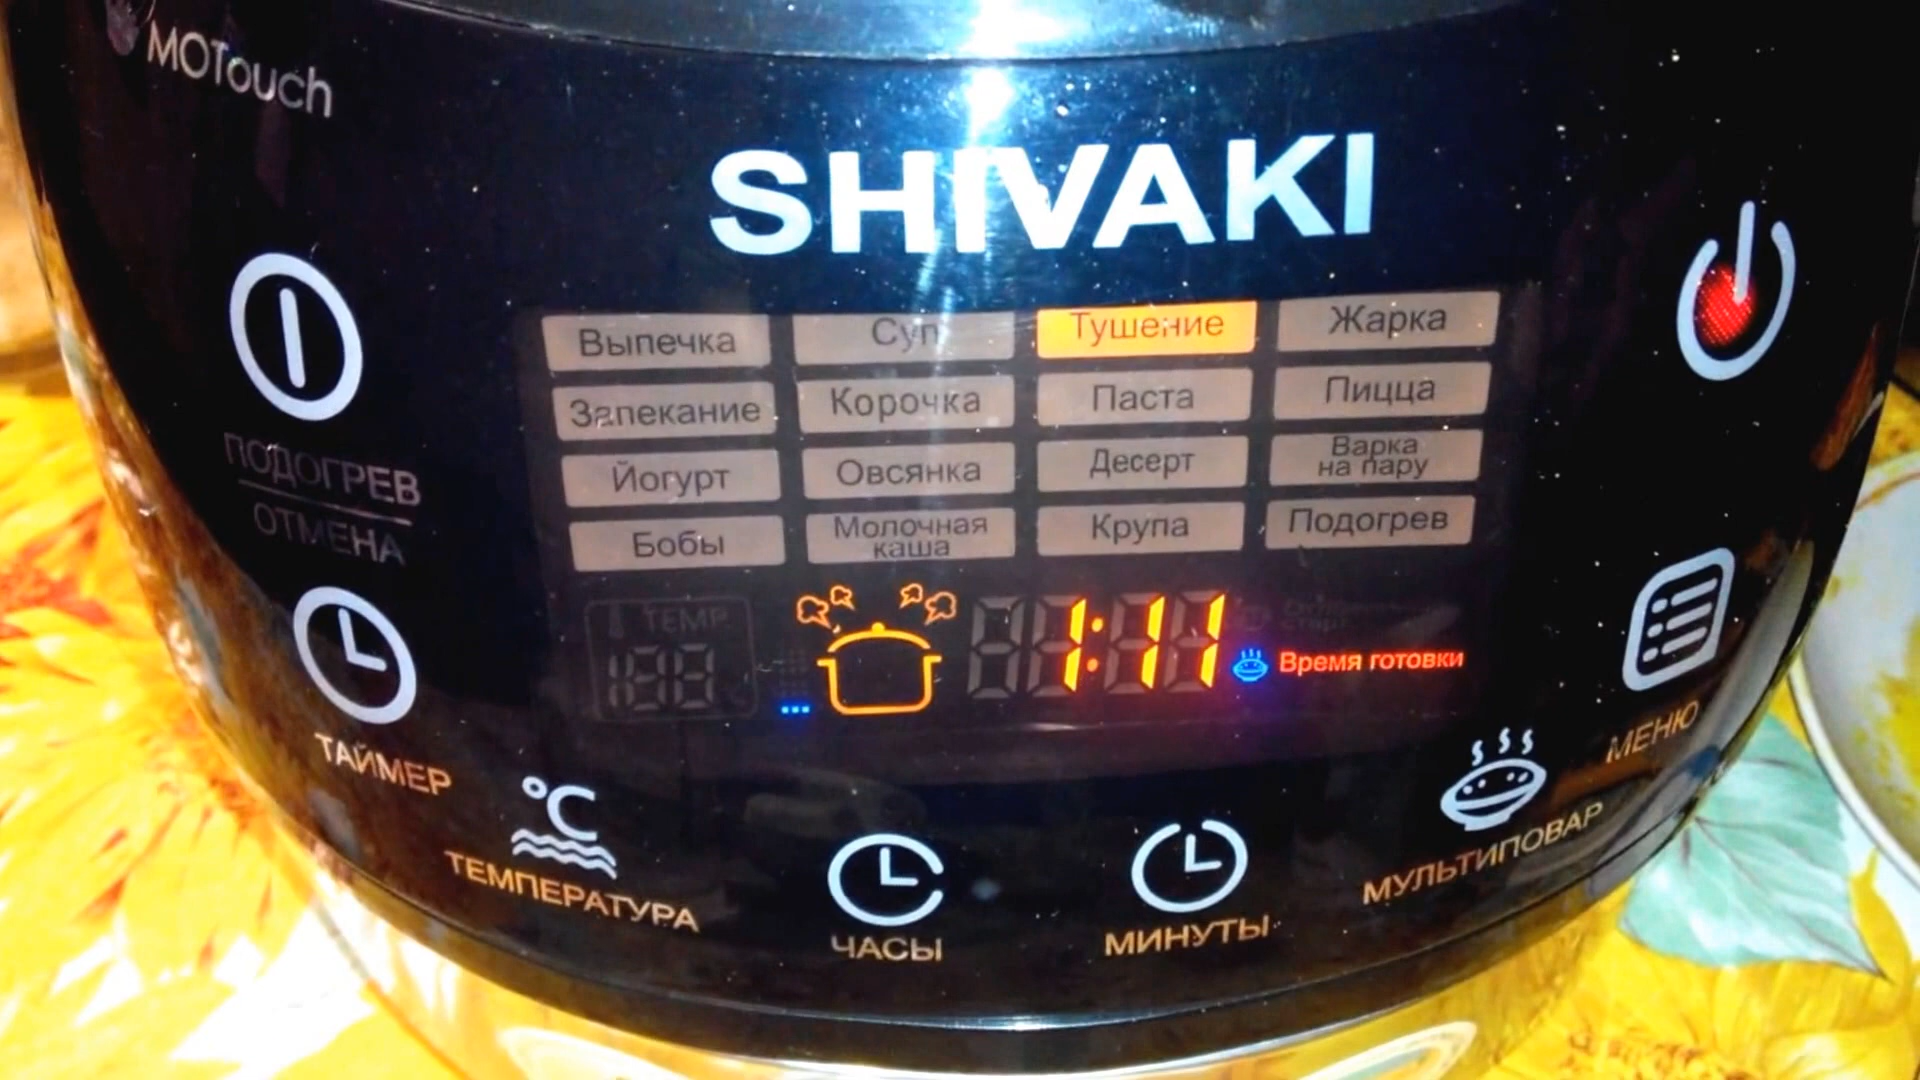 MOTouch
SHIVAKI
Выпечка Суп Тушение Жарка
Запекание Корочка Паста Пицца
Йогурт Овсянка Десерт Варка на пару
Бобы Молочная каша Крупа Подогрев
ПОДОГРЕВ
ОТМЕНА
TEMP.
1:11
Время готовки
ТАЙМЕР
°C
ТЕМПЕРАТУРА
ЧАСЫ
МИНУТЫ
МУЛЬТИПОВАР
МЕНЮ